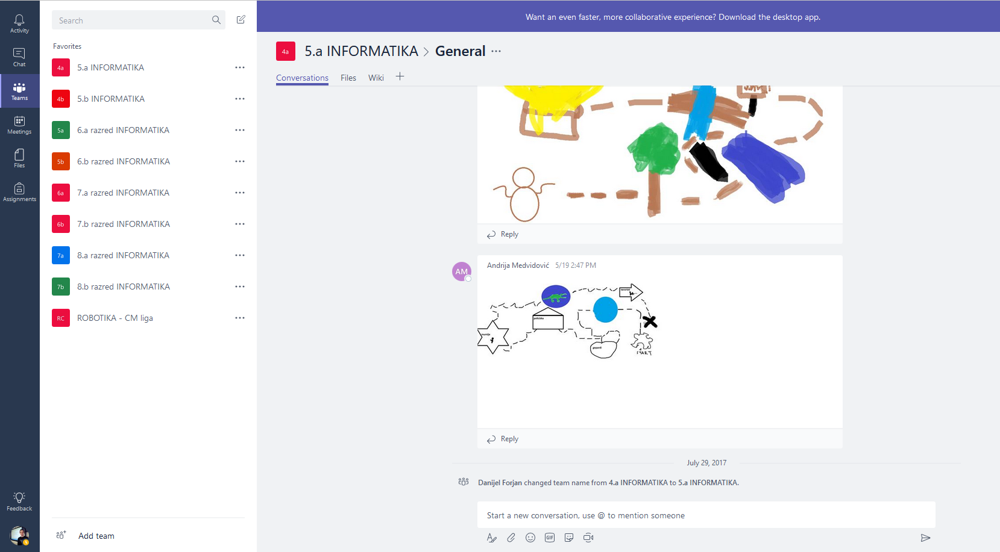 Activity
Chat
Teams
Meetings
Files
Assignments
Feedback
Search
Favorites
4a 5.a INFORMATIKA
4b 5.b INFORMATIKA
5a 6.a razred INFORMATIKA
5b 6.b razred INFORMATIKA
6a 7.a razred INFORMATIKA
6b 7.b razred INFORMATIKA
7a 8.a razred INFORMATIKA
7b 8.b razred INFORMATIKA
RC ROBOTIKA - CM liga
Add team
Want an even faster, more collaborative experience? Download the desktop app.
4a 5.a INFORMATIKA > General
Conversations Files Wiki
Reply
AM Andrija Medvidović 5/19 2:47 PM
START
Reply
July 29, 2017
Danijel Forjan changed team name from 4.a INFORMATIKA to 5.a INFORMATIKA.
Start a new conversation, use @ to mention someone
GIF